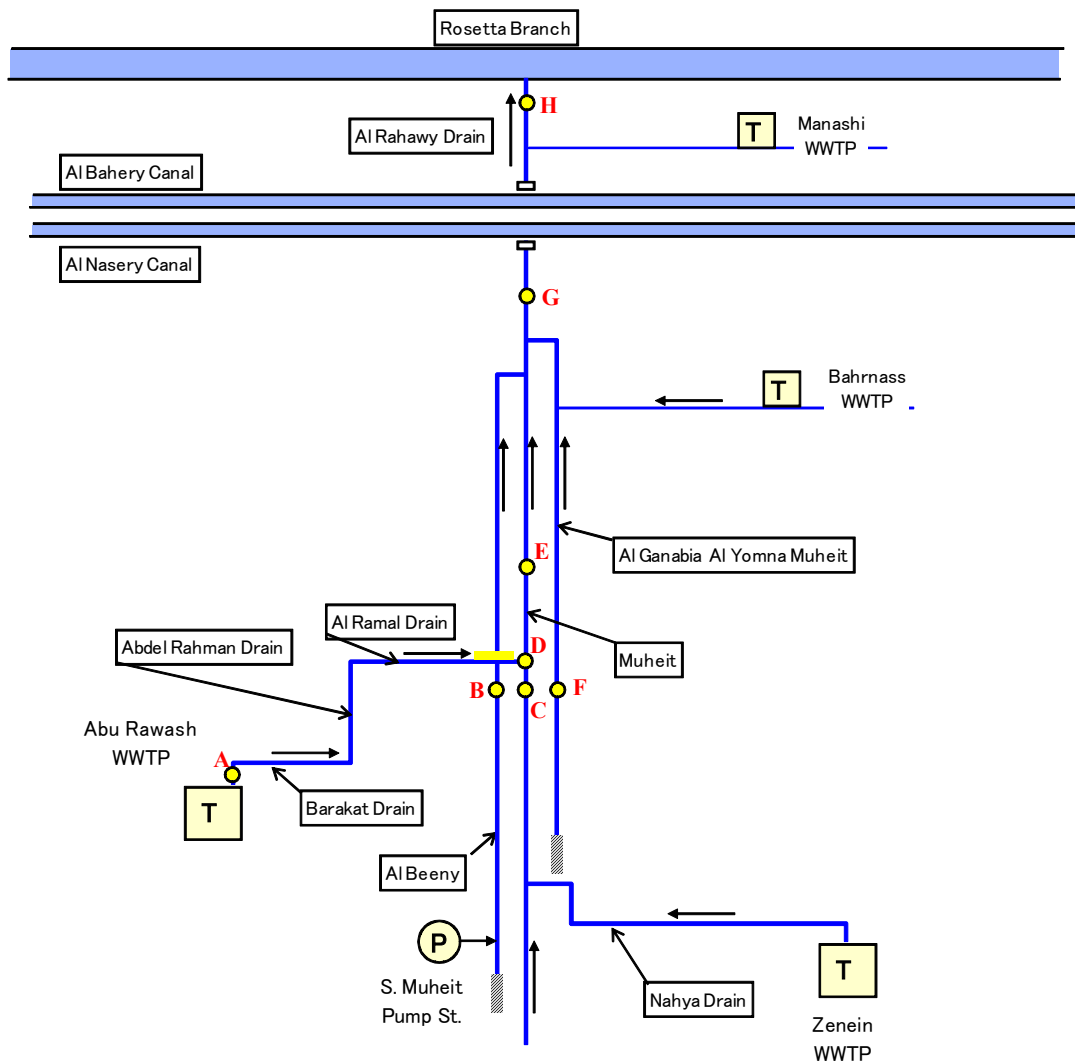 Rosetta Branch
H
Al Rahawy Drain
T
Manashi
WWTP
Al Bahery Canal
Al Nasery Canal
G
T
Bahrnass
WWTP
Al Ganabia Al Yomna Muheit
E
Al Ramal Drain
Abdel Rahman Drain
D
Muheit
B
C
F
Abu Rawash
WWTP
A
T
Barakat Drain
Al Beeny
P
S. Muheit
Pump St.
Nahya Drain
T
Zenein
WWTP